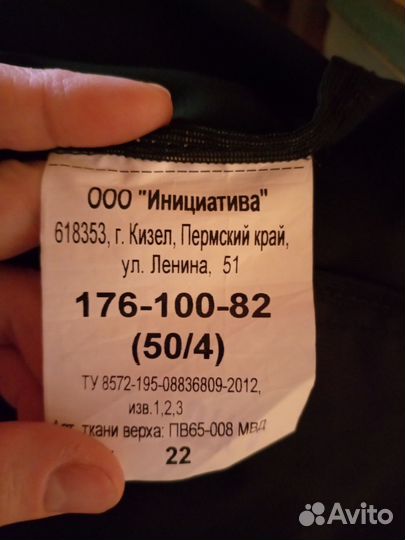 ООО "Инициатива"
618353, г. Кизел, Пермский край,
ул. Ленина, 51
176-100-82
(50/4)
ТУ 8572-195-08836809-2012,
изв.1,2,3
ткани верха: ПВ65-008 МВД
22
Avito